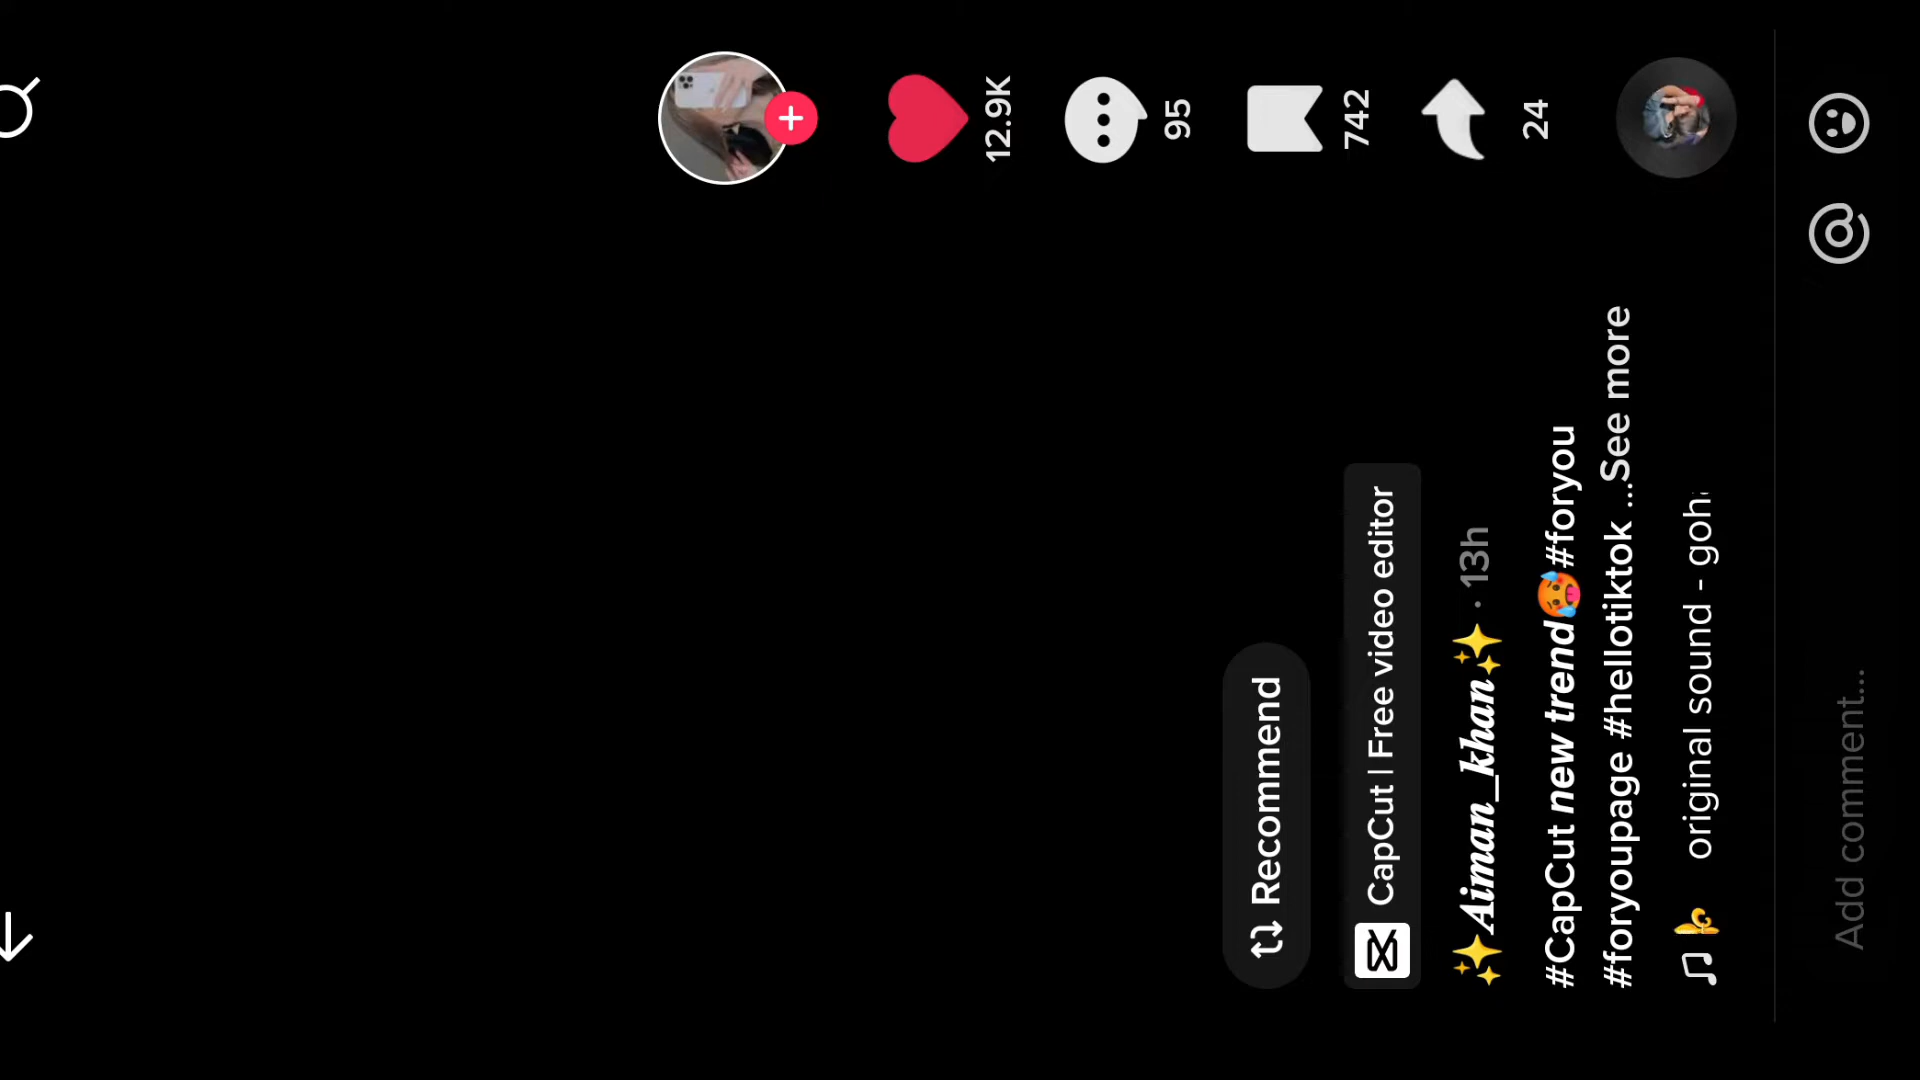 12.9K
95
742
24
Recommend
CapCut | Free video editor
✨Aiman_khan✨ · 13h
#CapCut new trend🥵#foryou
#foryoupage #hellotiktok ...See more
original sound - goh
Add comment...